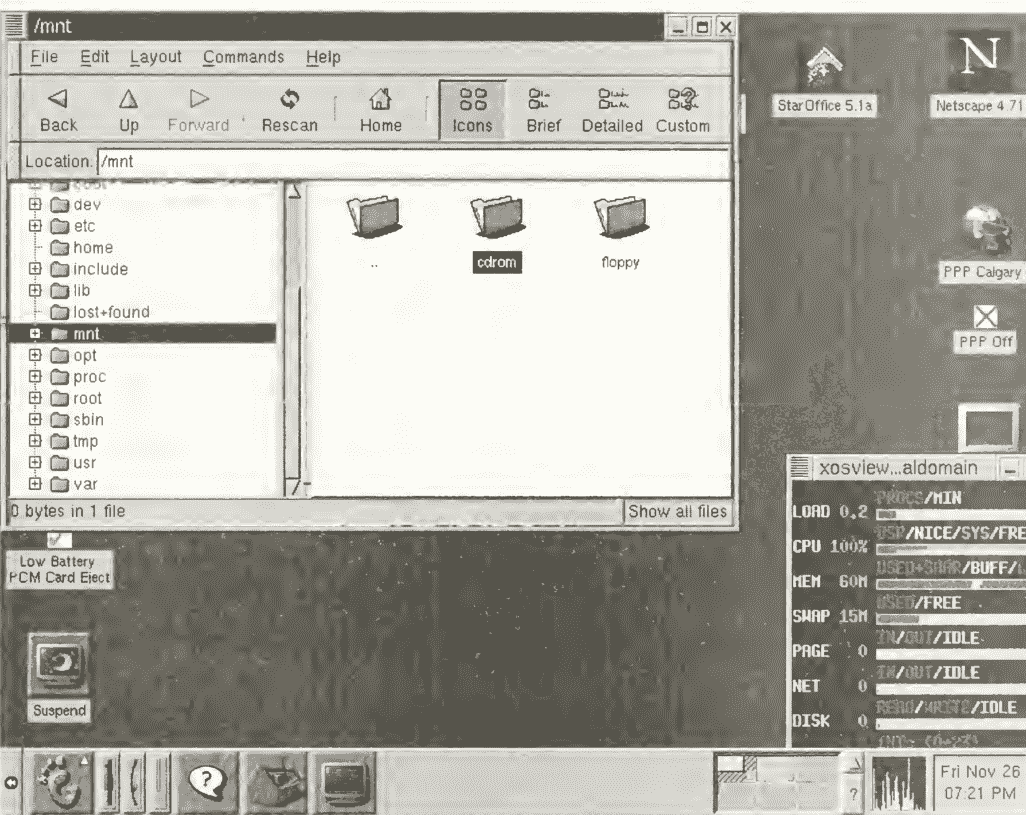 /mnt
File Edit Layout Commands Help
Back Up Forward Rescan Home Icons Brief Detailed Custom
Location: /mnt
dev
etc
home
include
lib
lost+found
mnt
opt
proc
root
sbin
tmp
usr
var
..
cdrom
floppy
0 bytes in 1 file
Show all files
StarOffice 5.1a
Netscape 4.71
PPP Calgary
PPP Off
Low Battery
PCM Card Eject
Suspend
xosview...aldomain
PROCS/MIN
LOAD 0.2
USR/NICE/SYS/FRE
CPU 100%
USED+SHAR/BUFF/
MEM 60M
USED/FREE
SWAP 15M
IN/OUT/IDLE
PAGE 0
IN/OUT/IDLE
NET 0
READ/WRITE/IDLE
DISK 0
?
Fri Nov 26
07:21 PM